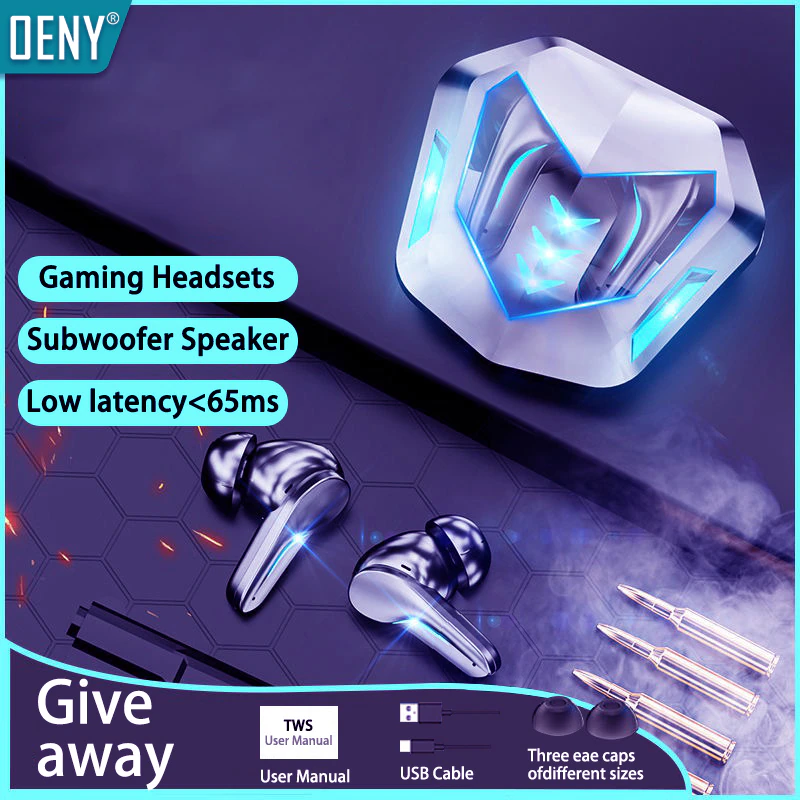 DENY®
Gaming Headsets
Subwoofer Speaker
Low latency<65ms
Give
away
TWS
User Manual
User Manual
USB Cable
Three eae caps
ofdifferent sizes